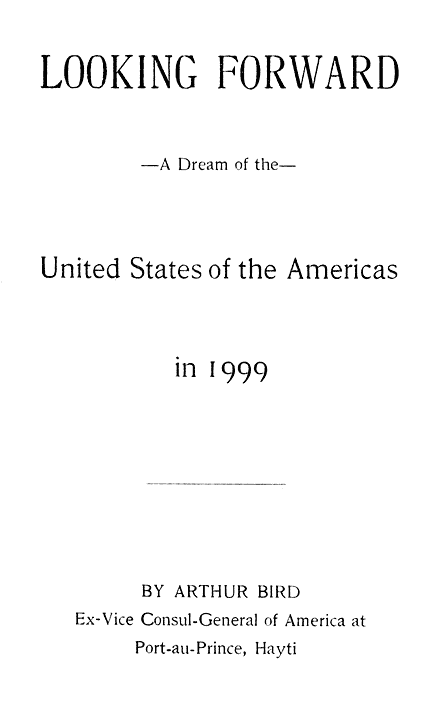 LOOKING FORWARD
—A Dream of the—
United States of the Americas
in 1999
BY ARTHUR BIRD
Ex-Vice Consul-General of America at
Port-au-Prince, Hayti